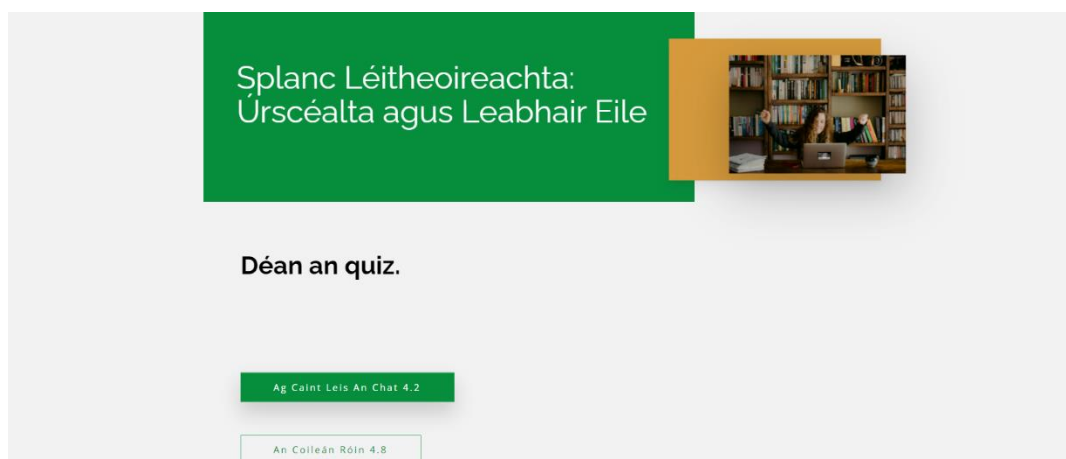 Splanc Léitheoireachta:
Úrscéalta agus Leabhair Eile
Déan an quiz.
Ag Caint Leis An Chat 4.2
An Coileán Róin 4.8